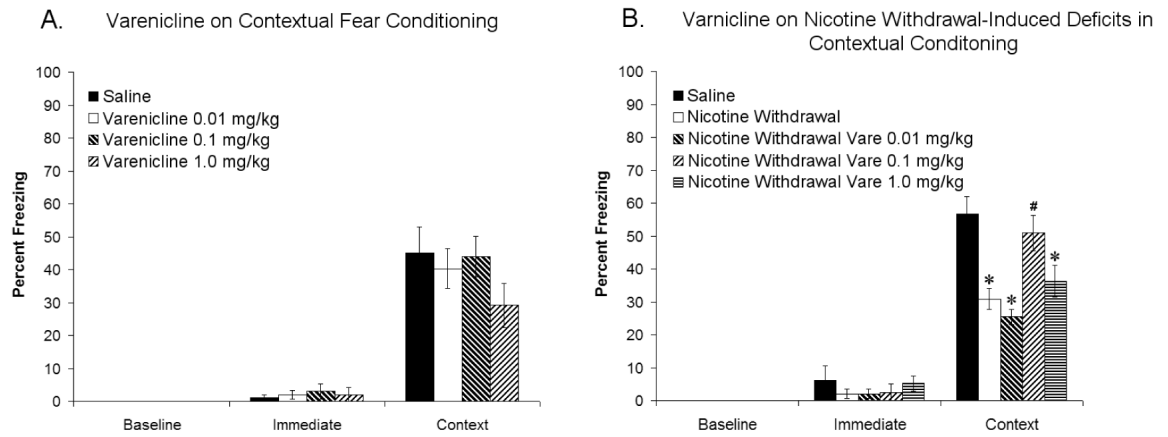 A.
Varenicline on Contextual Fear Conditioning
Percent Freezing
100
90
80
70
60
50
40
30
20
10
0
Saline
Varenicline 0.01 mg/kg
Varenicline 0.1 mg/kg
Varenicline 1.0 mg/kg
Baseline
Immediate
Context
B.
Varnicline on Nicotine Withdrawal-Induced Deficits in
Contextual Conditoning
Percent Freezing
100
90
80
70
60
50
40
30
20
10
0
Saline
Nicotine Withdrawal
Nicotine Withdrawal Vare 0.01 mg/kg
Nicotine Withdrawal Vare 0.1 mg/kg
Nicotine Withdrawal Vare 1.0 mg/kg
*
*
#
*
Baseline
Immediate
Context